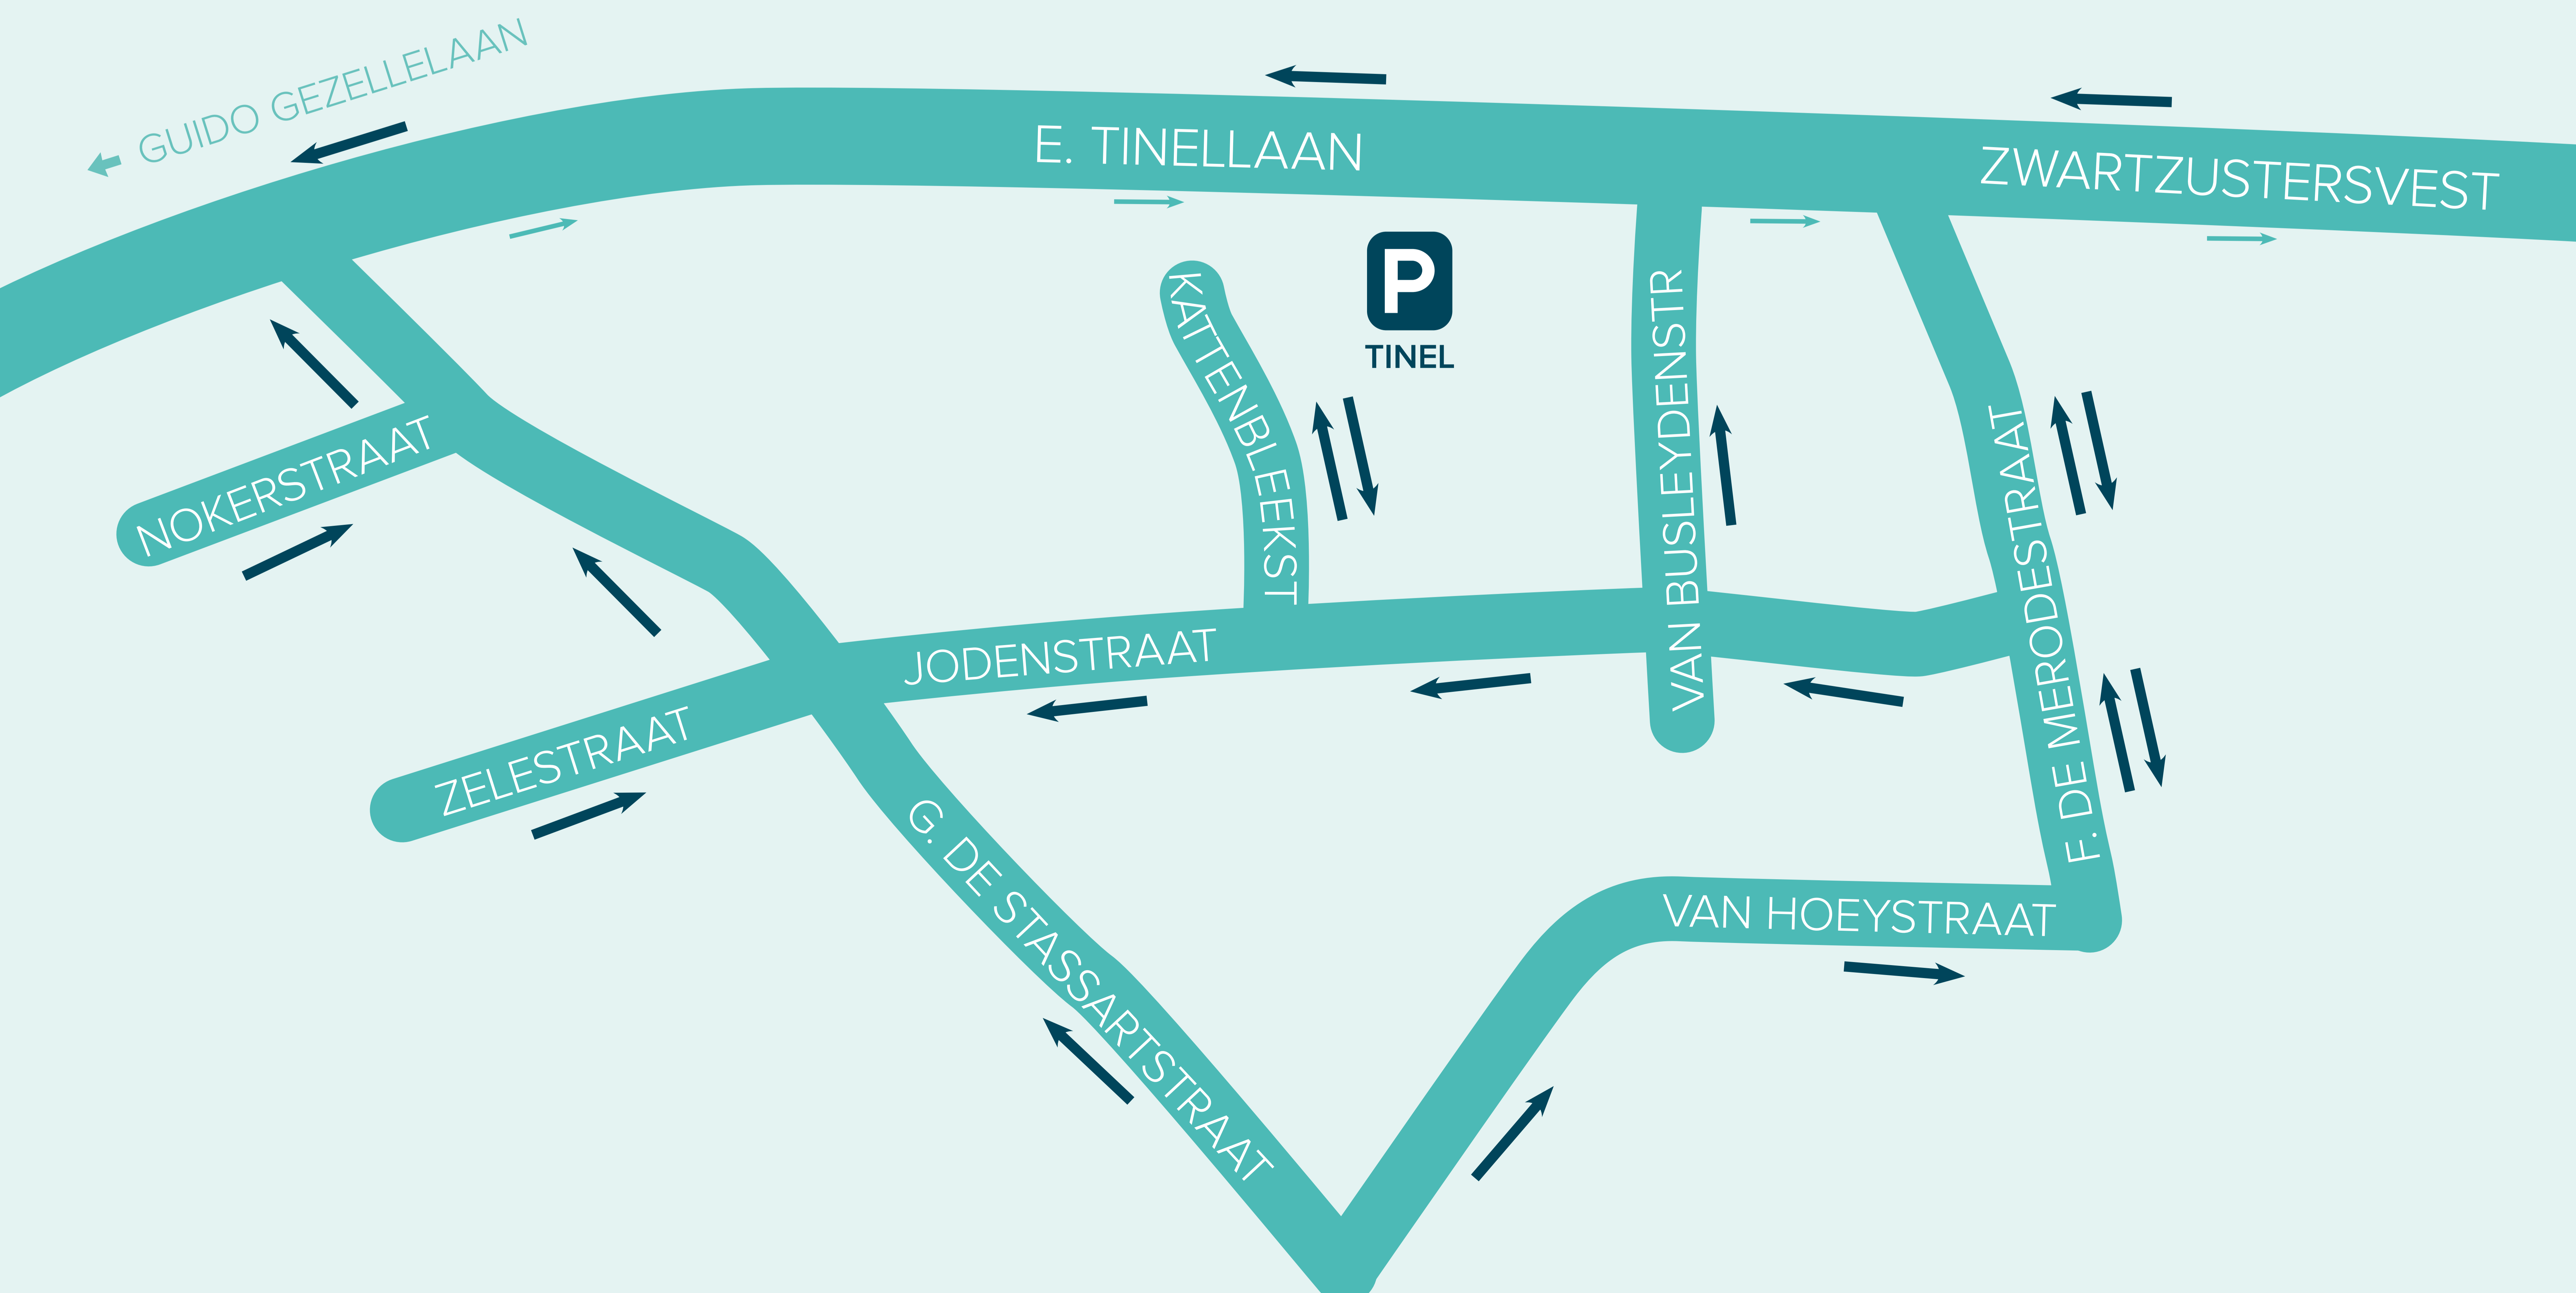 GUIDO GEZELLELAAN
E. TINELLAAN
ZWARTZUSTERSVEST
P
TINEL
KATTENBLEEKST
VAN BUSLEYDENSTR
F. DE MERODESTRAAT
NOKERSTRAAT
JODENSTRAAT
ZELESTRAAT
G. DE STASSARTSTRAAT
VAN HOEYSTRAAT